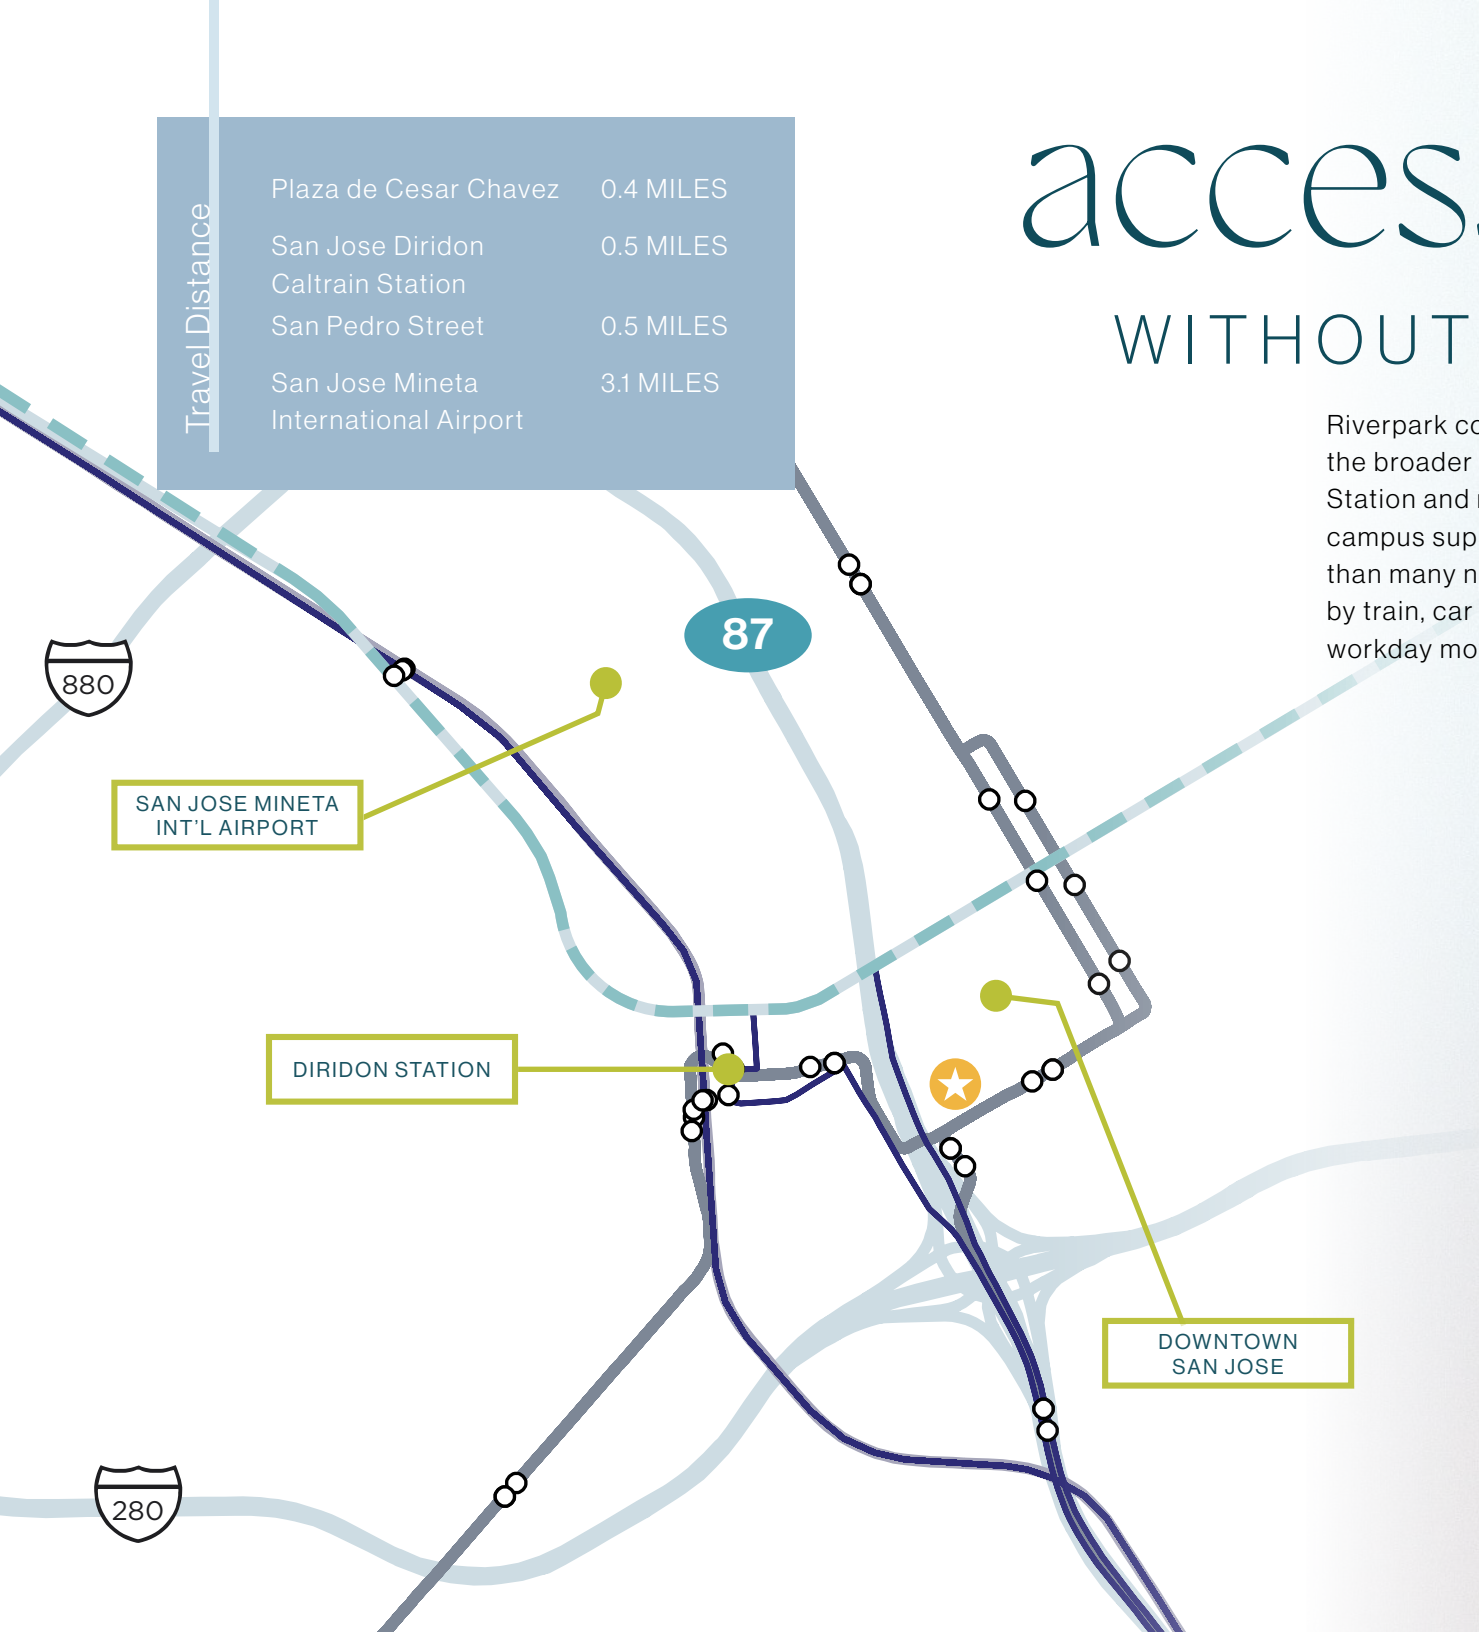 Travel Distance
Plaza de Cesar Chavez 0.4 MILES
San Jose Diridon 0.5 MILES
Caltrain Station
San Pedro Street 0.5 MILES
San Jose Mineta 3.1 MILES
International Airport
acces
WITHOUT
Riverpark co
the broader
Station and
campus sup
than many n
by train, car
workday mo
87
880
SAN JOSE MINETA
INT'L AIRPORT
DIRIDON STATION
DOWNTOWN
SAN JOSE
280